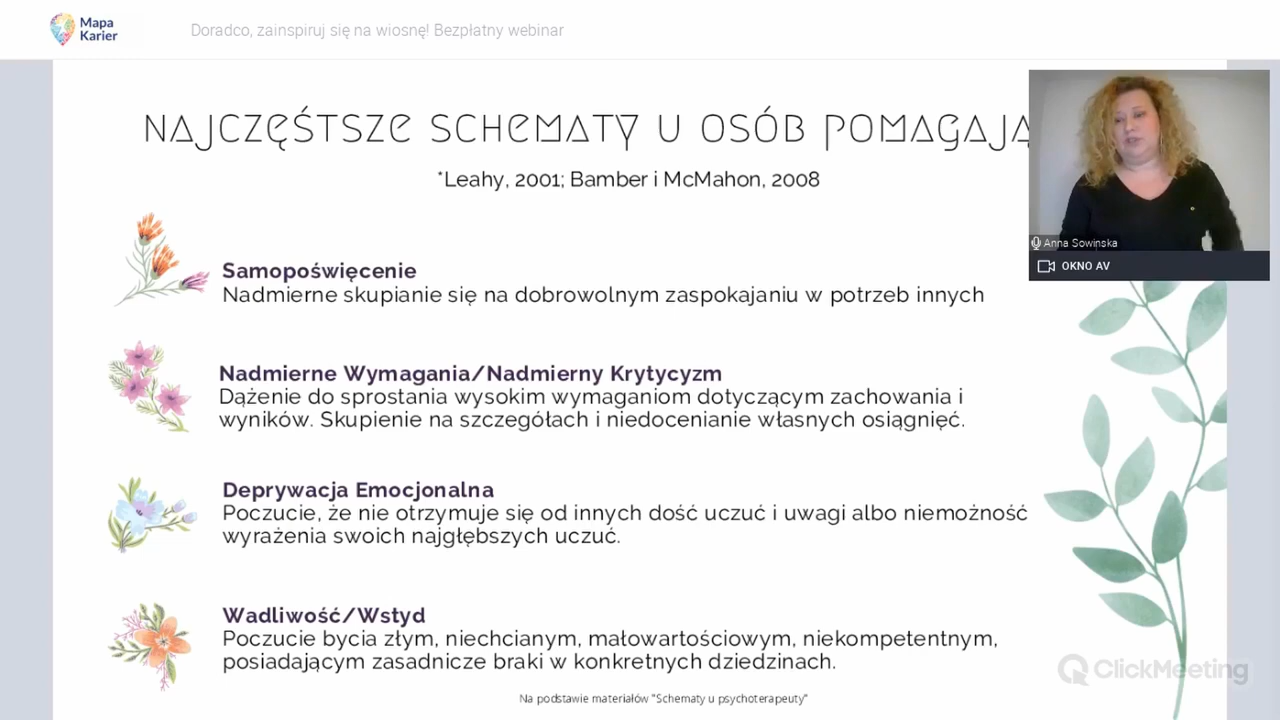 Mapa
Karier
Doradco, zainspiruj się na wiosnę! Bezpłatny webinar
NAJCZĘŚTSZE SCHEMATY U OSÓB POMAGAJĄ
*Leahy, 2001; Bamber i McMahon, 2008
Anna Sowinska
OKNO AV
Samopoświęcenie
Nadmierne skupianie się na dobrowolnym zaspokajaniu w potrzeb innych
Nadmierne Wymagania/Nadmierny Krytycyzm
Dążenie do sprostania wysokim wymaganiom dotyczącym zachowania i
wyników. Skupienie na szczegółach i niedocenianie własnych osiągnięć.
Deprywacja Emocjonalna
Poczucie, że nie otrzymuje się od innych dość uczuć i uwagi albo niemożność
wyrażenia swoich najgłębszych uczuć.
Wadliwość/Wstyd
Poczucie bycia złym, niechcianym, małowartościowym, niekompetentnym,
posiadającym zasadnicze braki w konkretnych dziedzinach.
ClickMeeting
Na podstawie materiałów "Schematy u psychoterapeuty"